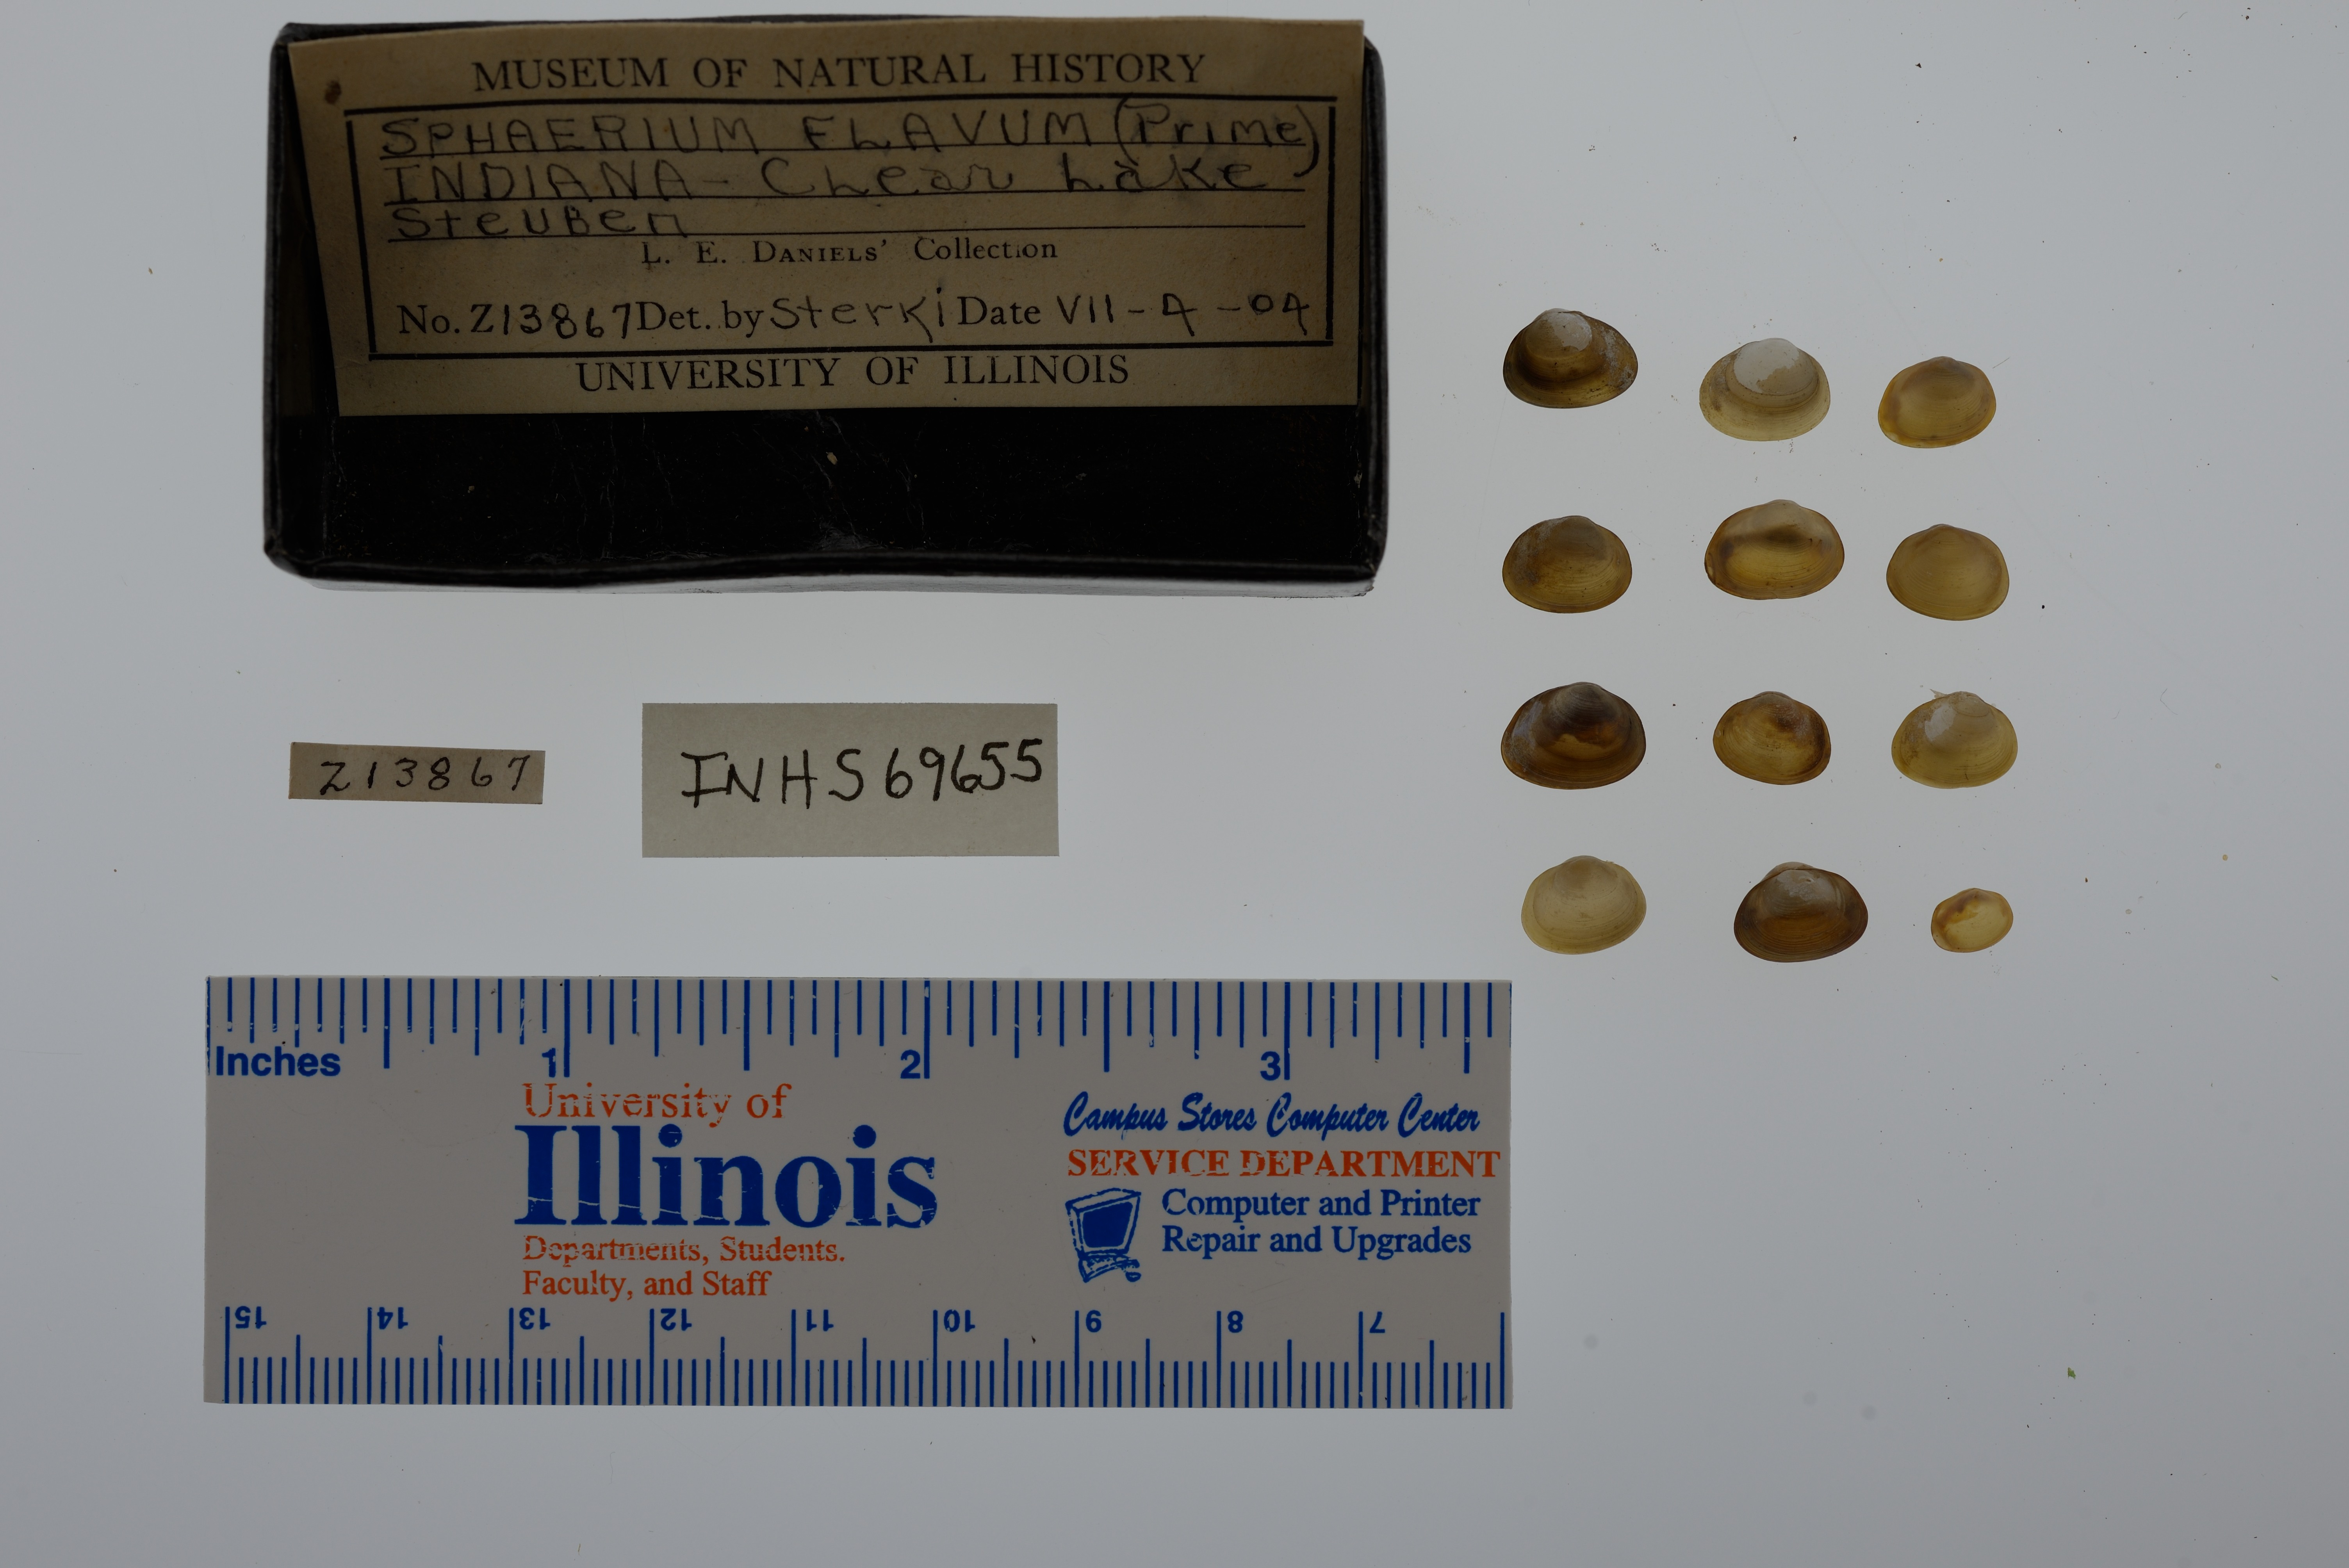 MUSEUM OF NATURAL HISTORY
SPHAERIUM FLAVUM (Prime)
INDIANA - Clear Lake
SteuBen
L. E. DANIELS' Collection
No. Z13867 Det. by Sterki Date VII-4-04
UNIVERSITY OF ILLINOIS
Z13867
INHS69655
Inches 1 2 3
University of
Illinois
Departments, Students.
Faculty, and Staff
Campus Stores Computer Center
SERVICE DEPARTMENT
Computer and Printer
Repair and Upgrades
15 14 13 12 11 10 9 8 7